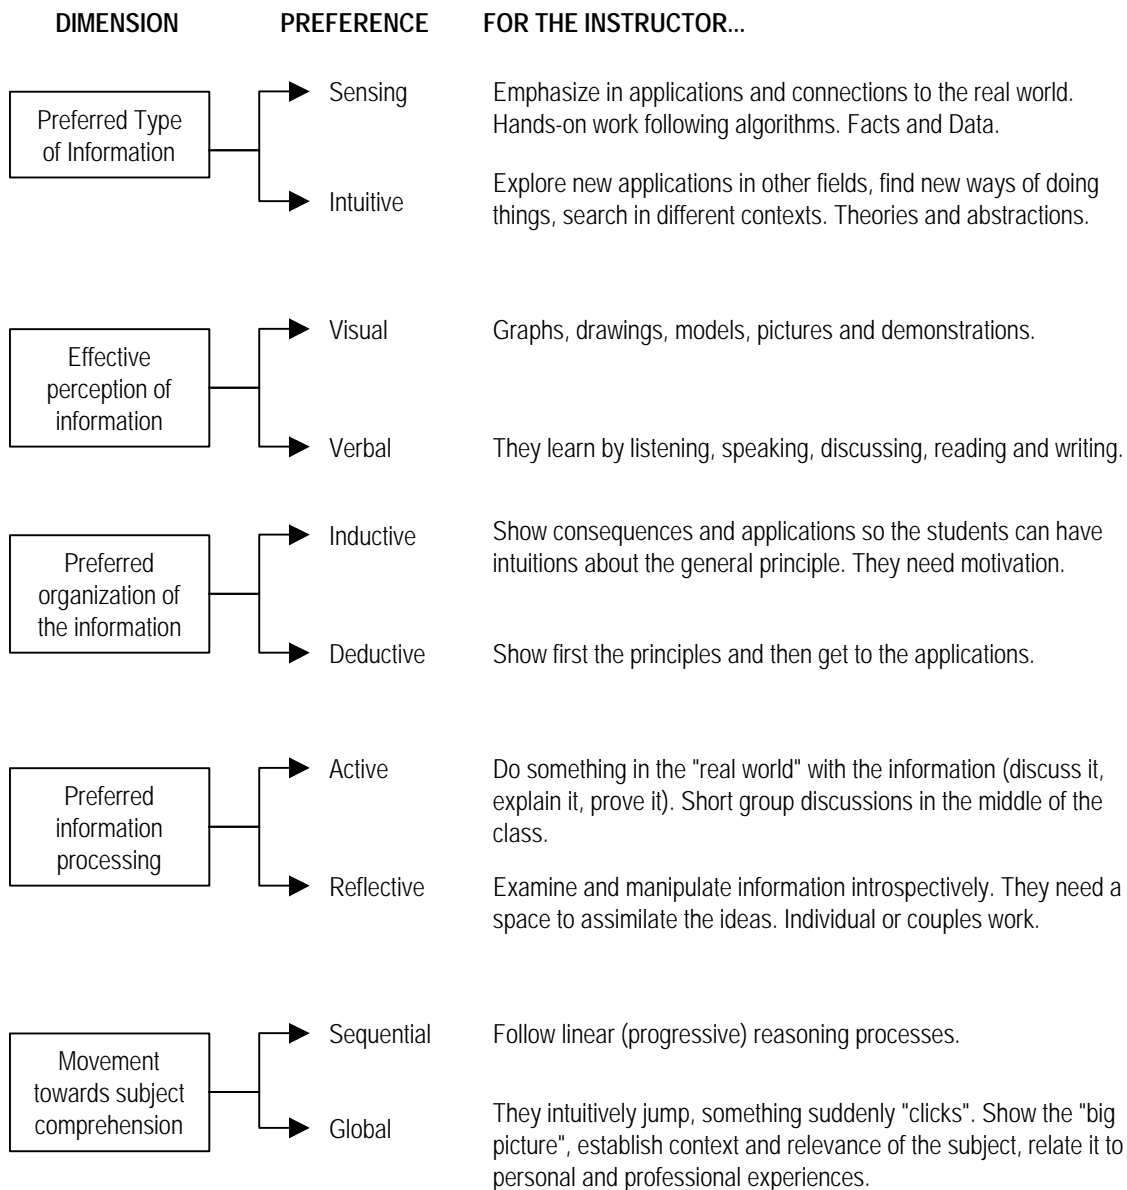 DIMENSION PREFERENCE FOR THE INSTRUCTOR...
Preferred Type
of Information
Sensing
Emphasize in applications and connections to the real world.
Hands-on work following algorithms. Facts and Data.
Intuitive
Explore new applications in other fields, find new ways of doing
things, search in different contexts. Theories and abstractions.
Effective
perception of
information
Visual
Graphs, drawings, models, pictures and demonstrations.
Verbal
They learn by listening, speaking, discussing, reading and writing.
Preferred
organization of
the information
Inductive
Show consequences and applications so the students can have
intuitions about the general principle. They need motivation.
Deductive
Show first the principles and then get to the applications.
Preferred
information
processing
Active
Do something in the "real world" with the information (discuss it,
explain it, prove it). Short group discussions in the middle of the
class.
Reflective
Examine and manipulate information introspectively. They need a
space to assimilate the ideas. Individual or couples work.
Movement
towards subject
comprehension
Sequential
Follow linear (progressive) reasoning processes.
Global
They intuitively jump, something suddenly "clicks". Show the "big
picture", establish context and relevance of the subject, relate it to
personal and professional experiences.